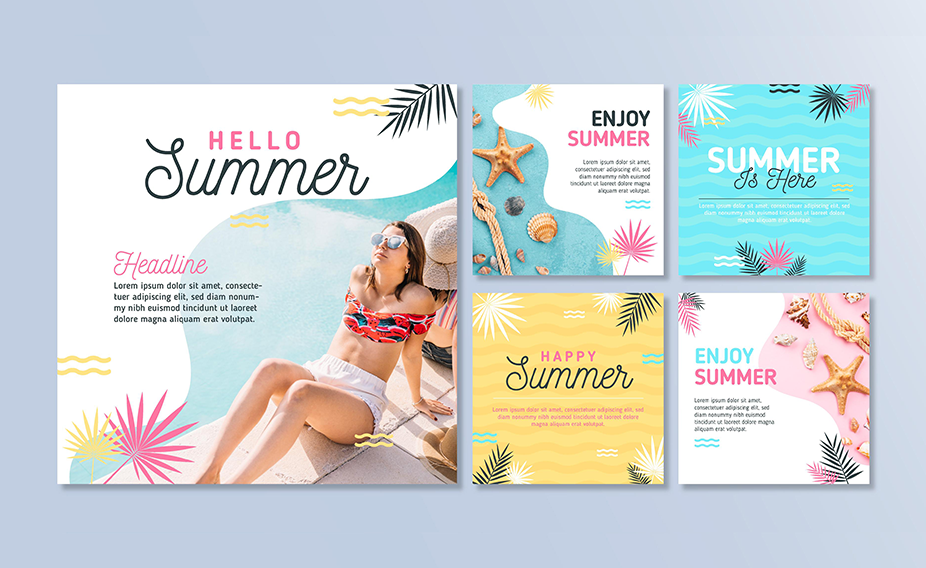 HELLO
Summer
Headline
Lorem ipsum dolor sit amet, consecte-
tuer adipiscing elit, sed diam nonum-
my nibh euismod tincidunt ut laoreet
dolore magna aliquam erat volutpat.
ENJOY
SUMMER
Lorem ipsum dolor sit amet,
consectetuer adipiscing elit,
sed diam nonummy nibh
euismod tincidunt ut laoreet
dolore magna aliquam erat
volutpat.
SUMMER
Is Here
Lorem ipsum dolor sit amet, consectetuer adipiscing elit,
sed diam nonummy nibh euismod tincidunt ut laoreet
dolore magna aliquam erat volutpat.
HAPPY
Summer
Lorem ipsum dolor sit amet, consectetuer adipiscing elit,
sed diam nonummy nibh euismod tincidunt ut laoreet
dolore magna aliquam erat volutpat.
ENJOY
SUMMER
Lorem ipsum dolor sit amet,
consectetuer adipiscing elit,
sed diam nonummy nibh
euismod tincidunt ut laoreet
dolore magna aliquam erat
volutpat.